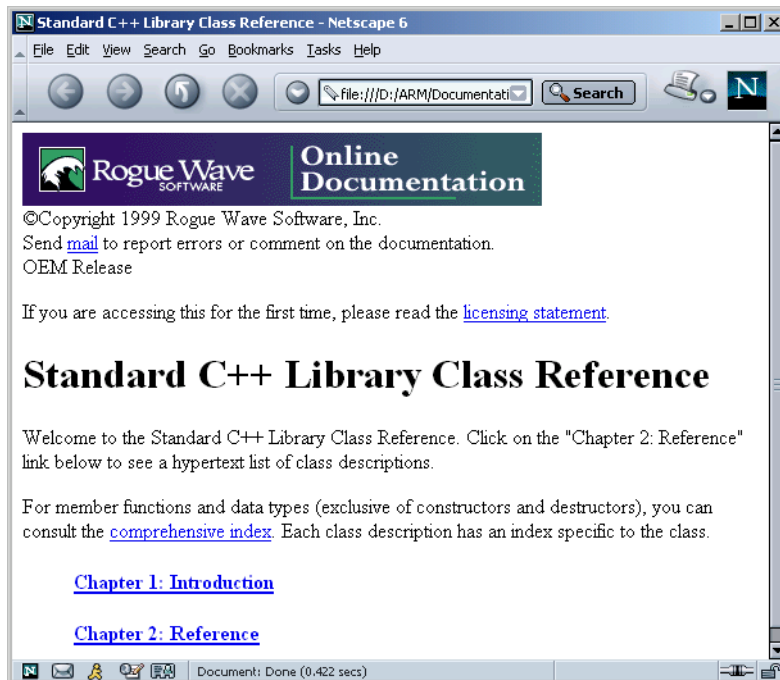 Standard C++ Library Class Reference - Netscape 6
File Edit View Search Go Bookmarks Tasks Help
file:///D:/ARM/Documentati Search N
Rogue Wave SOFTWARE Online Documentation
©Copyright 1999 Rogue Wave Software, Inc.
Send mail to report errors or comment on the documentation.
OEM Release
If you are accessing this for the first time, please read the licensing statement.
Standard C++ Library Class Reference
Welcome to the Standard C++ Library Class Reference. Click on the "Chapter 2: Reference"
link below to see a hypertext list of class descriptions.
For member functions and data types (exclusive of constructors and destructors), you can
consult the comprehensive index. Each class description has an index specific to the class.
Chapter 1: Introduction
Chapter 2: Reference
Document: Done (0.422 secs)